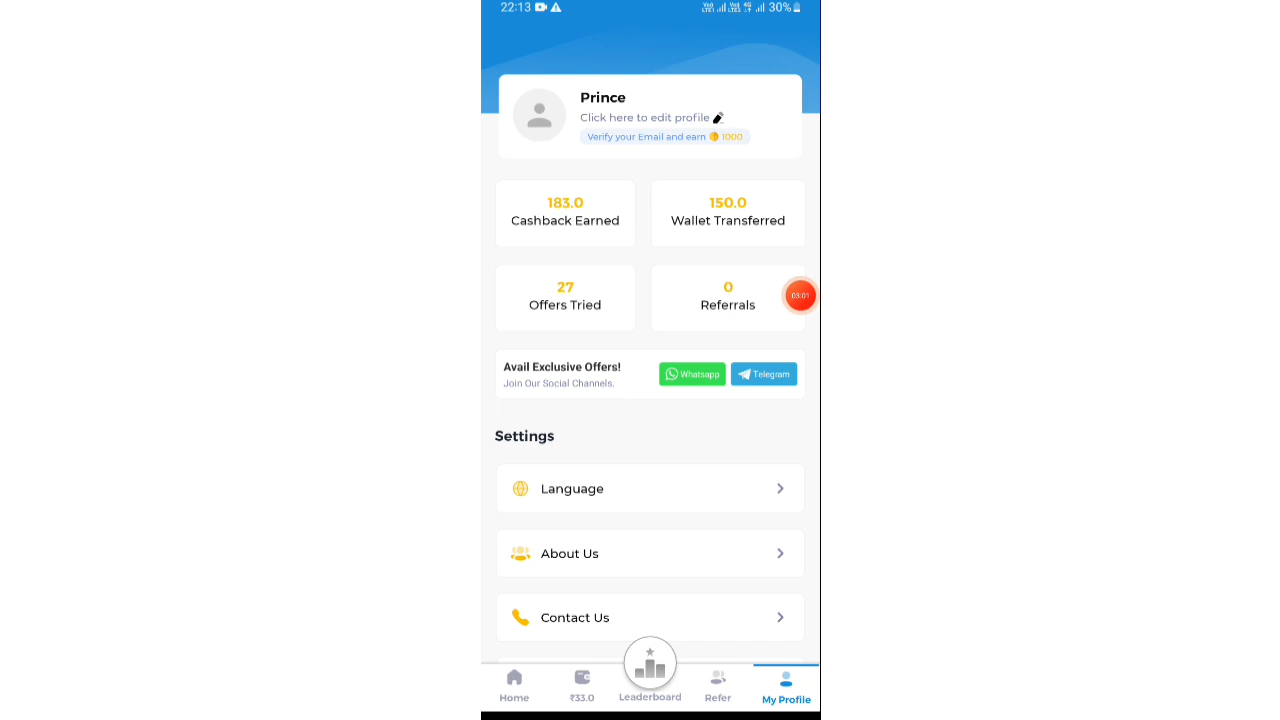 22:13
30%
Prince
Click here to edit profile
Verify your Email and earn 1000
183.0
Cashback Earned
150.0
Wallet Transferred
27
Offers Tried
0
Referrals
03:01
Avail Exclusive Offers!
Join Our Social Channels.
Whatsapp
Telegram
Settings
Language
About Us
Contact Us
Home
₹33.0
Leaderboard
Refer
My Profile